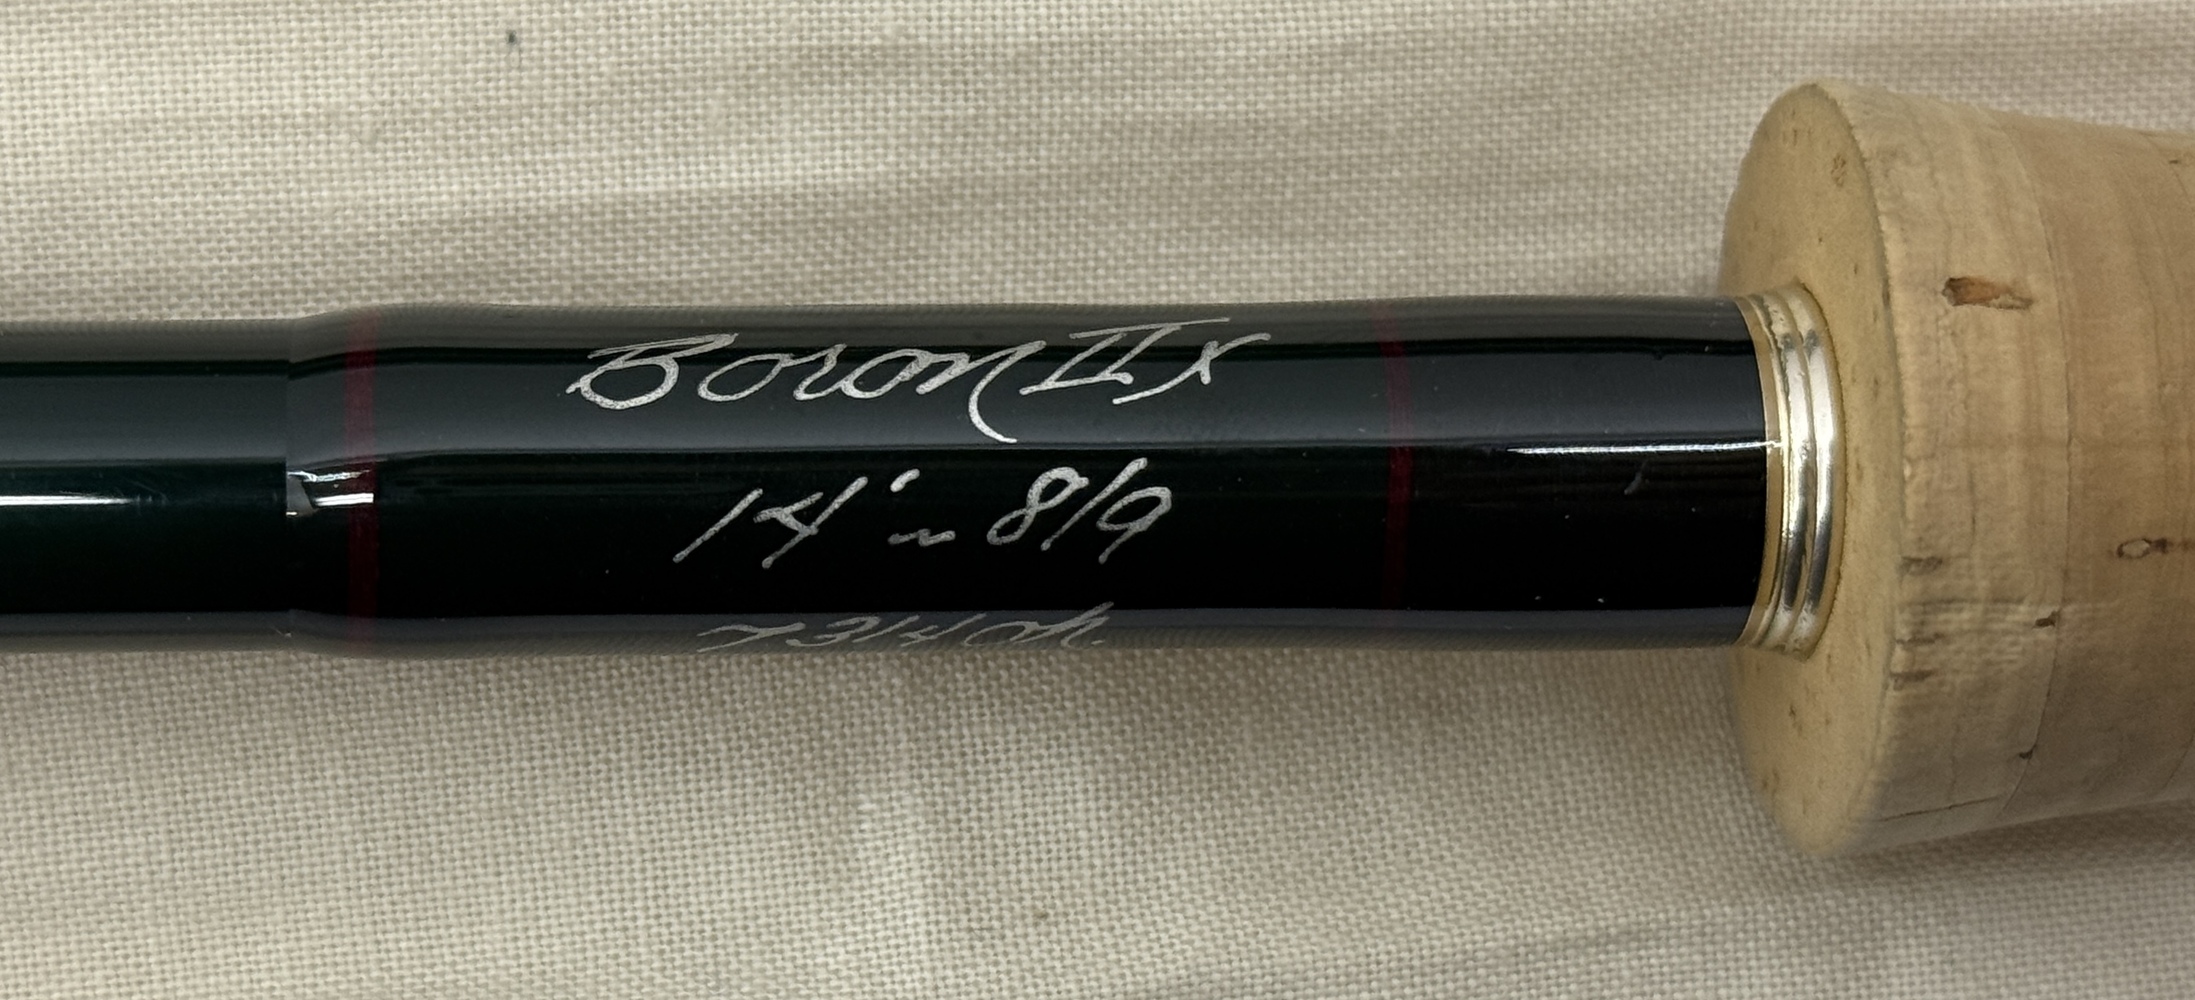 Boron IIx
14' ~ 8/9